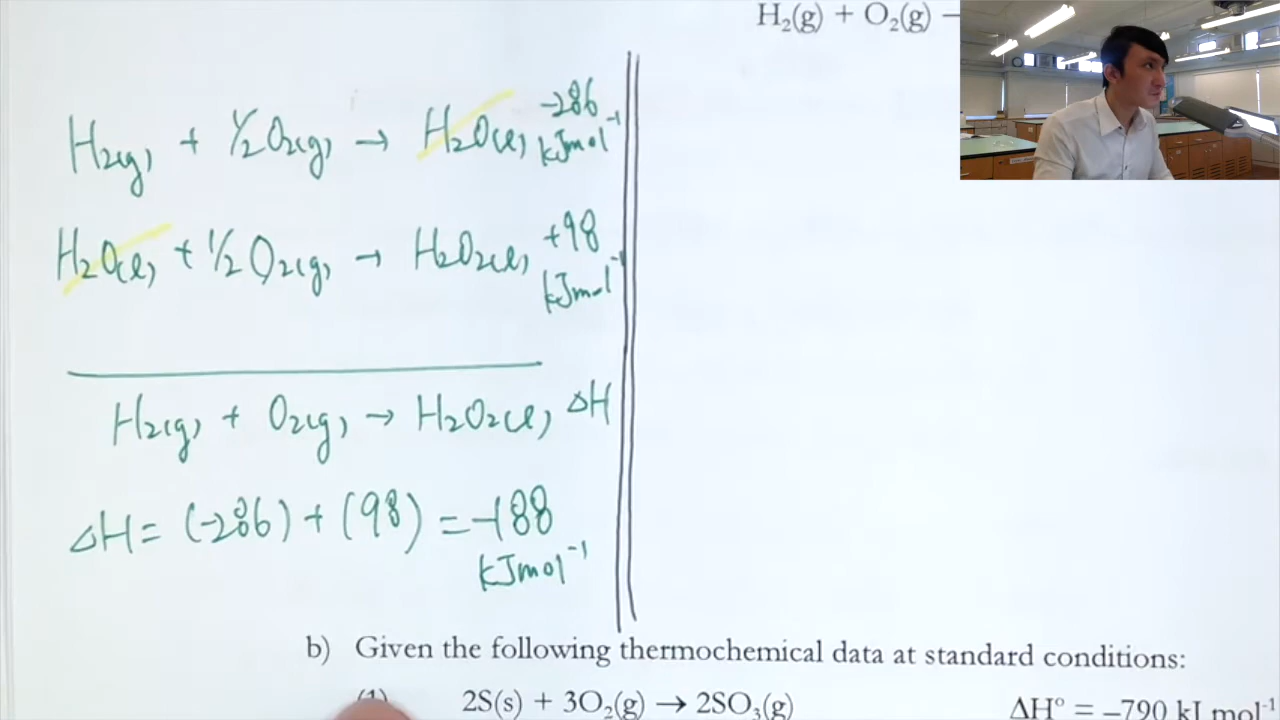 H₂(g) + O₂(g) –
H₂(g) + ½O₂(g) → H₂O(l) -286
kJmol⁻¹
H₂O(l) + ½O₂(g) → H₂O₂(l) +98
kJmol⁻¹
H₂(g) + O₂(g) → H₂O₂(l) ΔH
ΔH = (-286) + (98) = -188
kJmol⁻¹
b) Given the following thermochemical data at standard conditions:
(1) 2S(s) + 3O₂(g) → 2SO₃(g) ΔH° = –790 kJ mol⁻¹